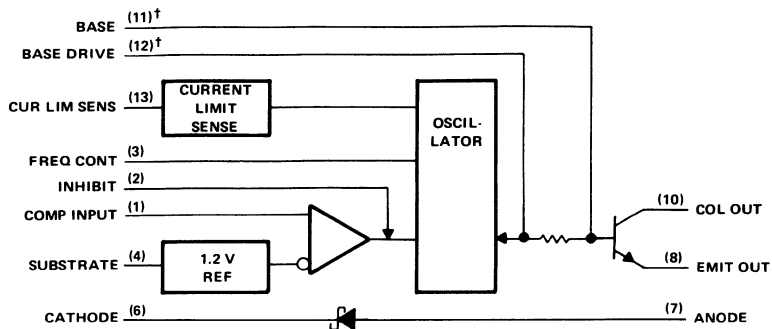 BASE (11)†
BASE DRIVE (12)†
CUR LIM SENS (13)
CURRENT
LIMIT
SENSE
OSCIL-
LATOR
FREQ CONT (3)
INHIBIT (2)
COMP INPUT (1)
(10) COL OUT
SUBSTRATE (4)
1.2 V
REF
(8) EMIT OUT
CATHODE (6)
(7) ANODE